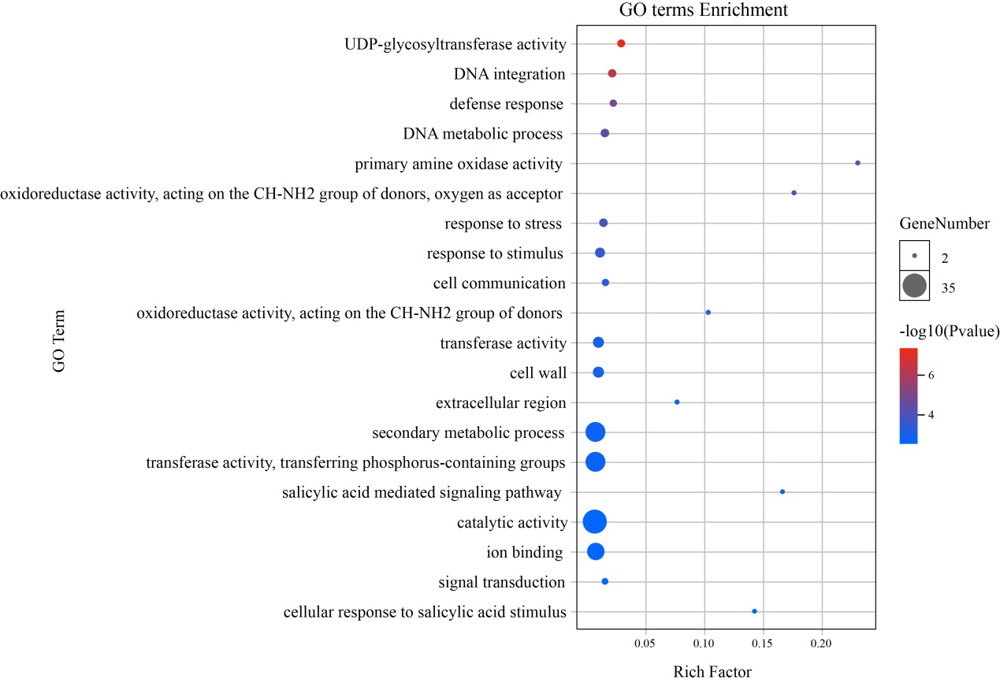 GO terms Enrichment
UDP-glycosyltransferase activity
DNA integration
defense response
DNA metabolic process
primary amine oxidase activity
oxidoreductase activity, acting on the CH-NH2 group of donors, oxygen as acceptor
response to stress
response to stimulus
cell communication
oxidoreductase activity, acting on the CH-NH2 group of donors
transferase activity
cell wall
extracellular region
secondary metabolic process
transferase activity, transferring phosphorus-containing groups
salicylic acid mediated signaling pathway
catalytic activity
ion binding
signal transduction
cellular response to salicylic acid stimulus
GO Term
0.05 0.10 0.15 0.20
Rich Factor
GeneNumber
2
35
-log10(Pvalue)
6
4